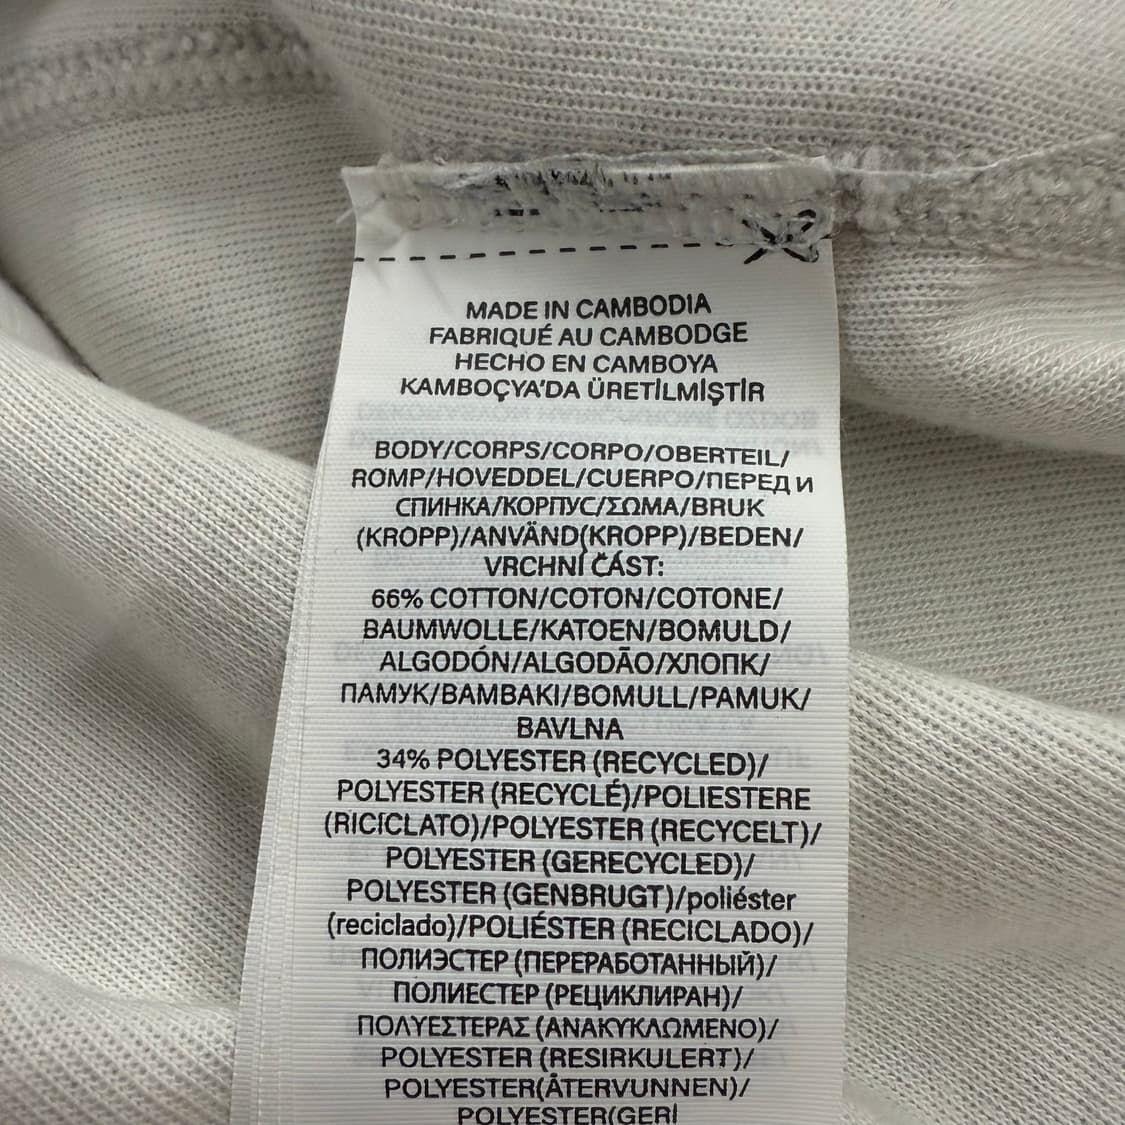 MADE IN CAMBODIA
FABRIQUÉ AU CAMBODGE
HECHO EN CAMBOYA
KAMBOÇYA'DA ÜRETİLMİŞTİR
BODY/CORPS/CORPO/OBERTEIL/
ROMP/HOVEDDEL/CUERPO/ПЕРЕД И
СПИНКА/КОРПУС/ΣΩΜΑ/BRUK
(KROPP)/ANVÄND(KROPP)/BEDEN/
VRCHNÍ ČÁST:
66% COTTON/COTON/COTONE/
BAUMWOLLE/KATOEN/BOMULD/
ALGODÓN/ALGODÃO/ХЛОПК/
ПАМУК/ΒΑΜΒΑΚΙ/BOMULL/PAMUK/
BAVLNA
34% POLYESTER (RECYCLED)/
POLYESTER (RECYCLÉ)/POLIESTERE
(RICICLATO)/POLYESTER (RECYCELT)/
POLYESTER (GERECYCLED)/
POLYESTER (GENBRUGT)/poliéster
(reciclado)/POLIÉSTER (RECICLADO)/
ПОЛИЭСТЕР (ПЕРЕРАБОТАННЫЙ)/
ПОЛИЕСТЕР (РЕЦИКЛИРАН)/
ΠΟΛΥΕΣΤΕΡΑΣ (ΑΝΑΚΥΚΛΩΜΕΝΟ)/
POLYESTER (RESIRKULERT)/
POLYESTER(ÅTERVUNNEN)/
POLYESTER(GERİ